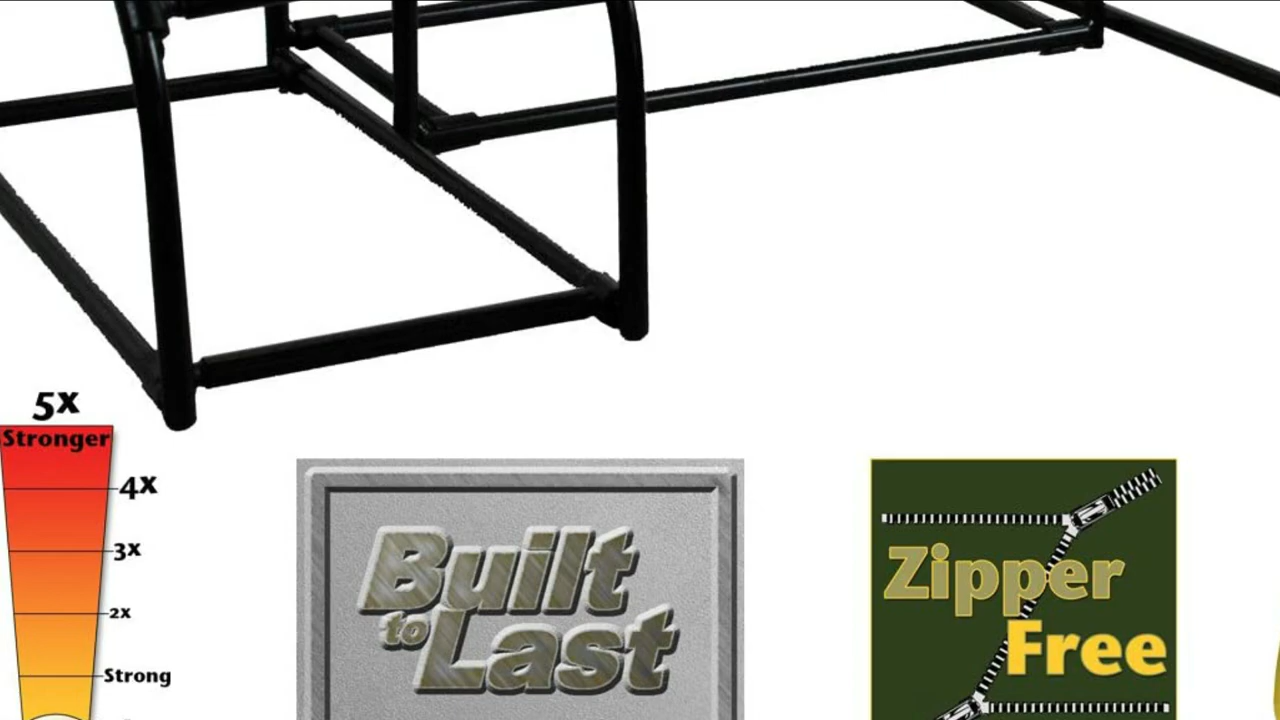 5x
Stronger
4x
3x
2x
Strong
Built
to Last
Zipper
Free